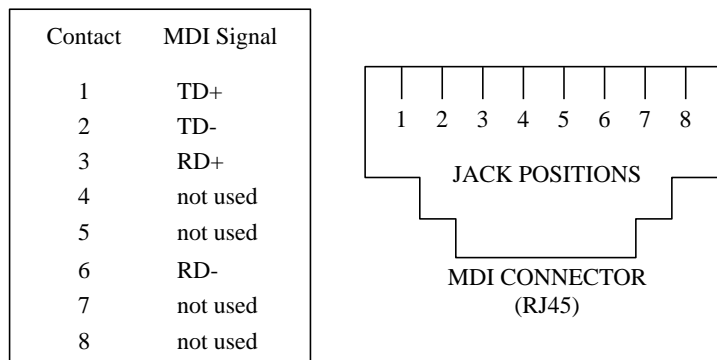 Contact MDI Signal
1 TD+
2 TD-
3 RD+
4 not used
5 not used
6 RD-
7 not used
8 not used
1 2 3 4 5 6 7 8
JACK POSITIONS
MDI CONNECTOR
(RJ45)